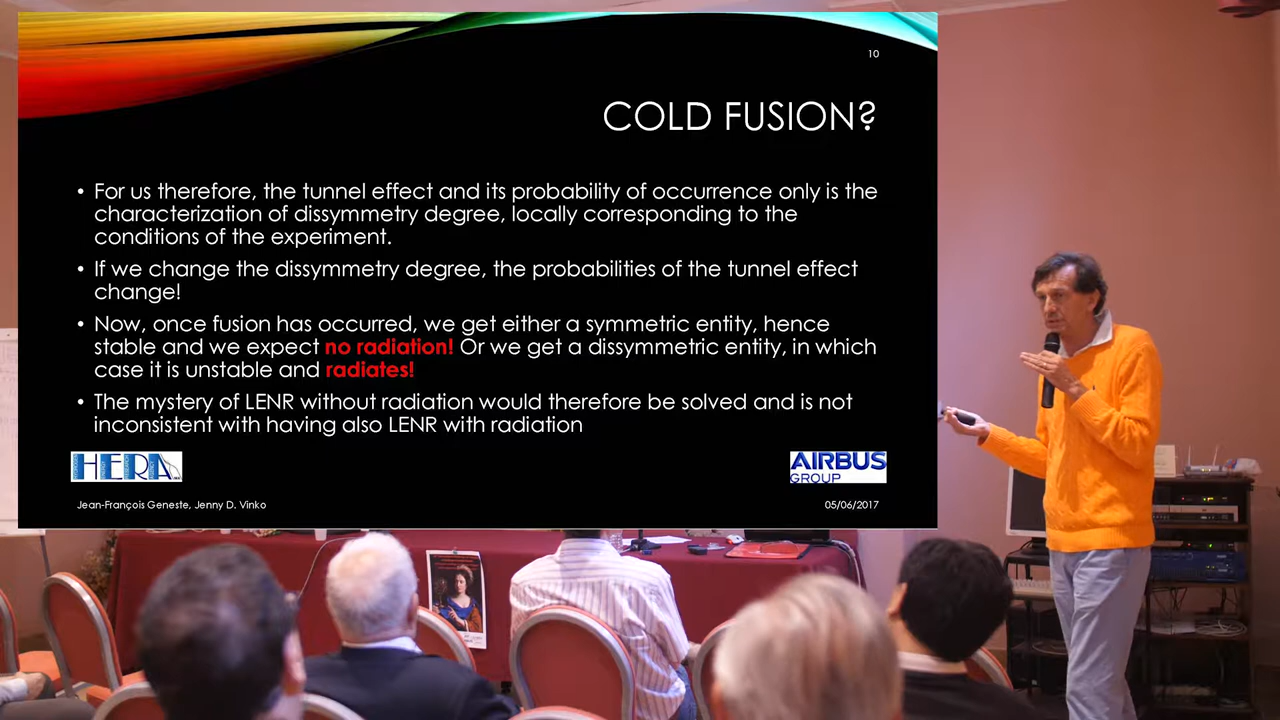 10
COLD FUSION?
• For us therefore, the tunnel effect and its probability of occurrence only is the
characterization of dissymmetry degree, locally corresponding to the
conditions of the experiment.
• If we change the dissymmetry degree, the probabilities of the tunnel effect
change!
• Now, once fusion has occurred, we get either a symmetric entity, hence
stable and we expect no radiation! Or we get a dissymmetric entity, in which
case it is unstable and radiates!
• The mystery of LENR without radiation would therefore be solved and is not
inconsistent with having also LENR with radiation
HERA
AIRBUS
GROUP
Jean-François Geneste, Jenny D. Vinko
05/06/2017